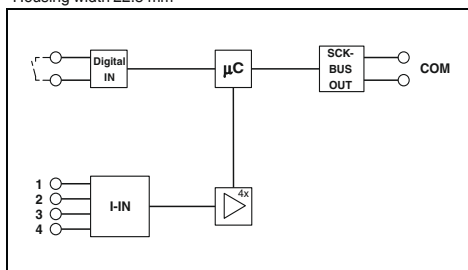 Housing width 22.5 mm
Digital
IN
µC
SCK-
BUS
OUT
COM
1
2
3
4
I-IN
4x